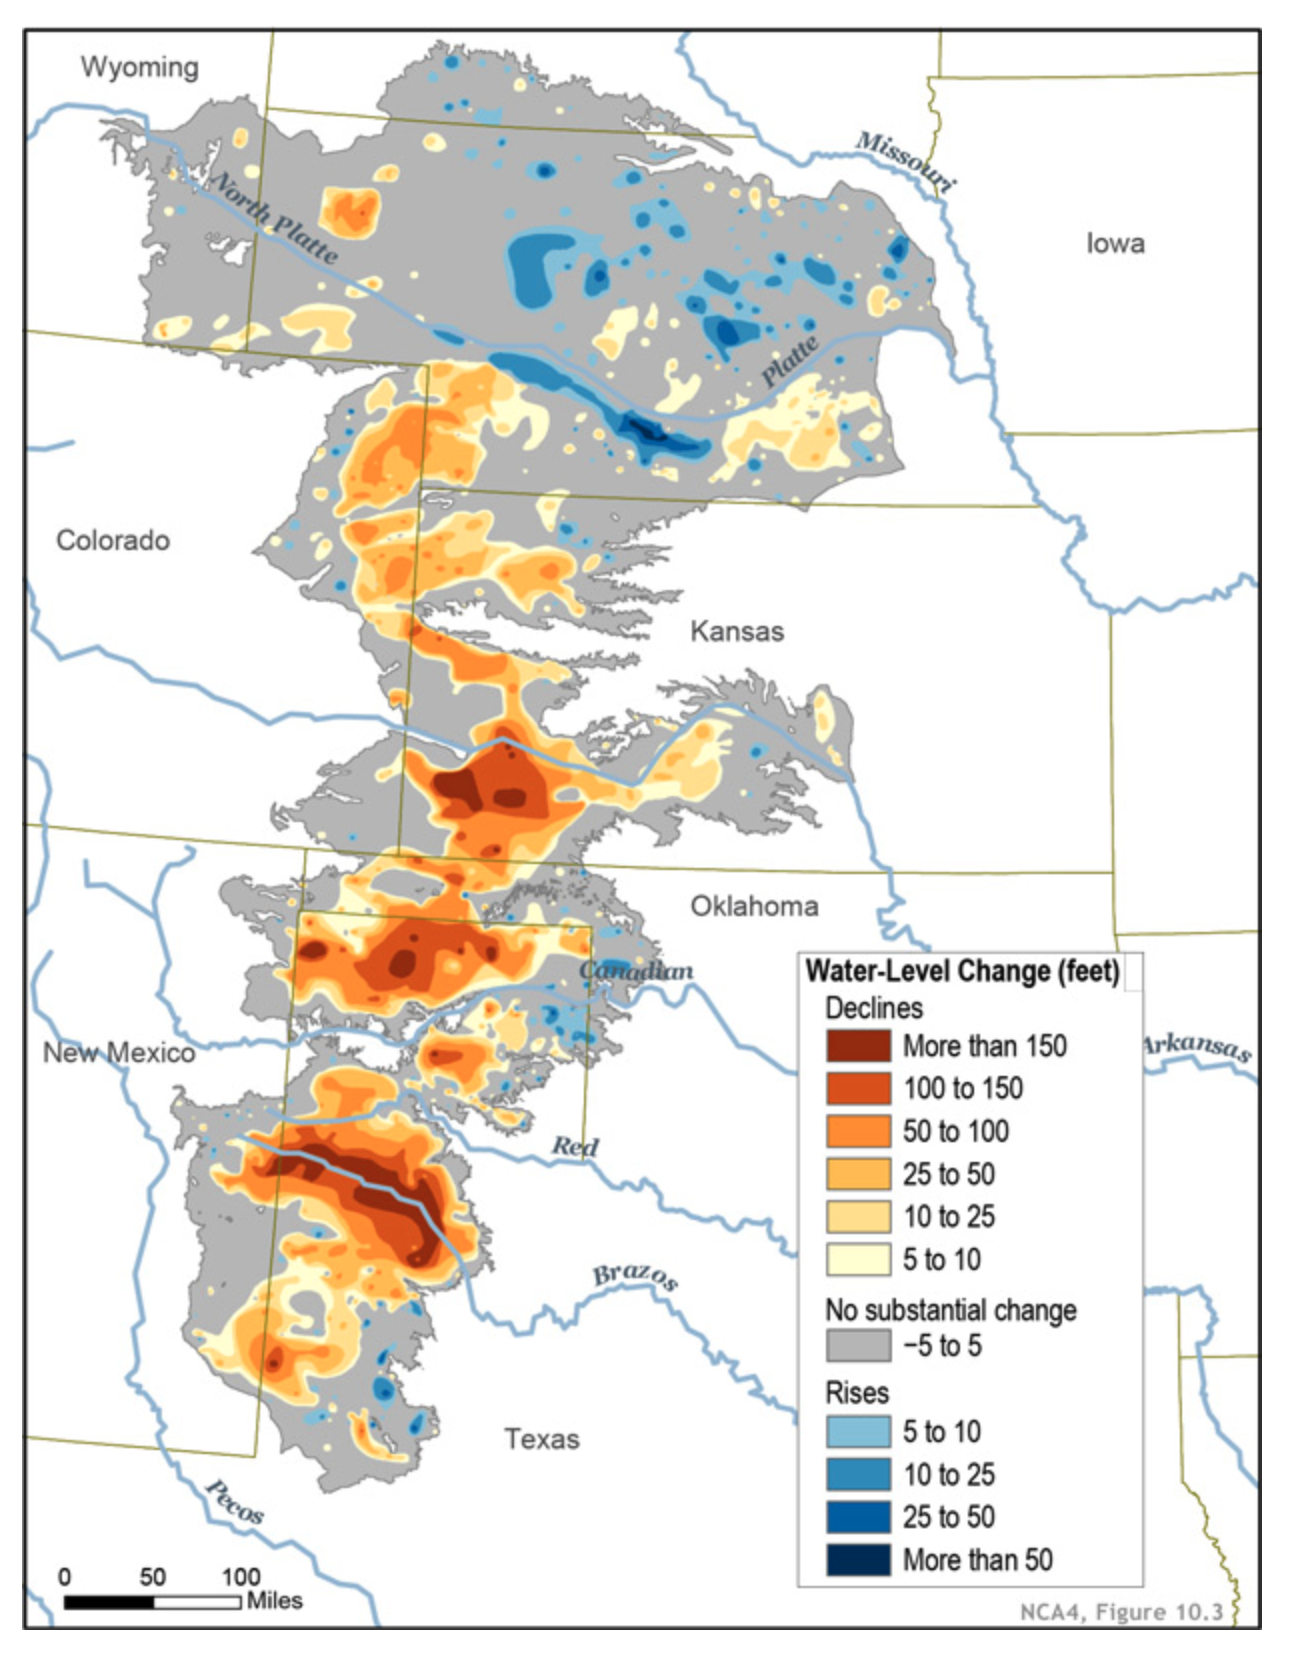 Wyoming
Missouri
North Platte
Iowa
Platte
Colorado
Kansas
Oklahoma
Canadian
New Mexico
Arkansas
Red
Brazos
Texas
Pecos
Water-Level Change (feet)
Declines
More than 150
100 to 150
50 to 100
25 to 50
10 to 25
5 to 10
No substantial change
−5 to 5
Rises
5 to 10
10 to 25
25 to 50
More than 50
0 50 100
Miles
NCA4, Figure 10.3